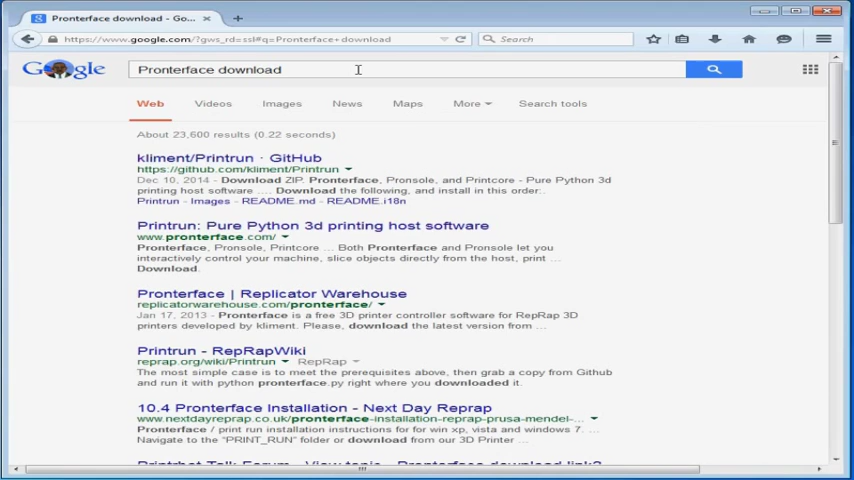 Pronterface download - Go...
https://www.google.com/?gws_rd=ssl#q=Pronterface+download
Search
Google
Pronterface download
Web Videos Images News Maps More Search tools
About 23,600 results (0.22 seconds)
kliment/Printrun · GitHub
https://github.com/kliment/Printrun
Dec 10, 2014 - Download ZIP. Pronterface, Pronsole, and Printcore - Pure Python 3d
printing host software .... Download the following, and install in this order:.
Printrun - Images - README.md - README.i18n
Printrun: Pure Python 3d printing host software
www.pronterface.com/
Pronterface, Pronsole, Printcore ... Both Pronterface and Pronsole let you
interactively control your machine, slice objects directly from the host, print ...
Download.
Pronterface | Replicator Warehouse
replicatorwarehouse.com/pronterface/
Jan 17, 2013 - Pronterface is a free 3D printer controller software for RepRap 3D
printers developed by kliment. Please, download the latest version from ...
Printrun - RepRapWiki
reprap.org/wiki/Printrun RepRap
The most simple case is to meet the prerequisites above, then grab a copy from Github
and run it with python pronterface.py right where you downloaded it.
10.4 Pronterface Installation - Next Day Reprap
www.nextdayreprap.co.uk/pronterface-installation-reprap-prusa-mendel-...
Pronterface / print run installation instructions for for win xp, vista and windows 7. ...
Navigate to the "PRINT_RUN" folder or download from our 3D Printer ...
Printrbot Talk Forum - View topic - Pronterface download link?